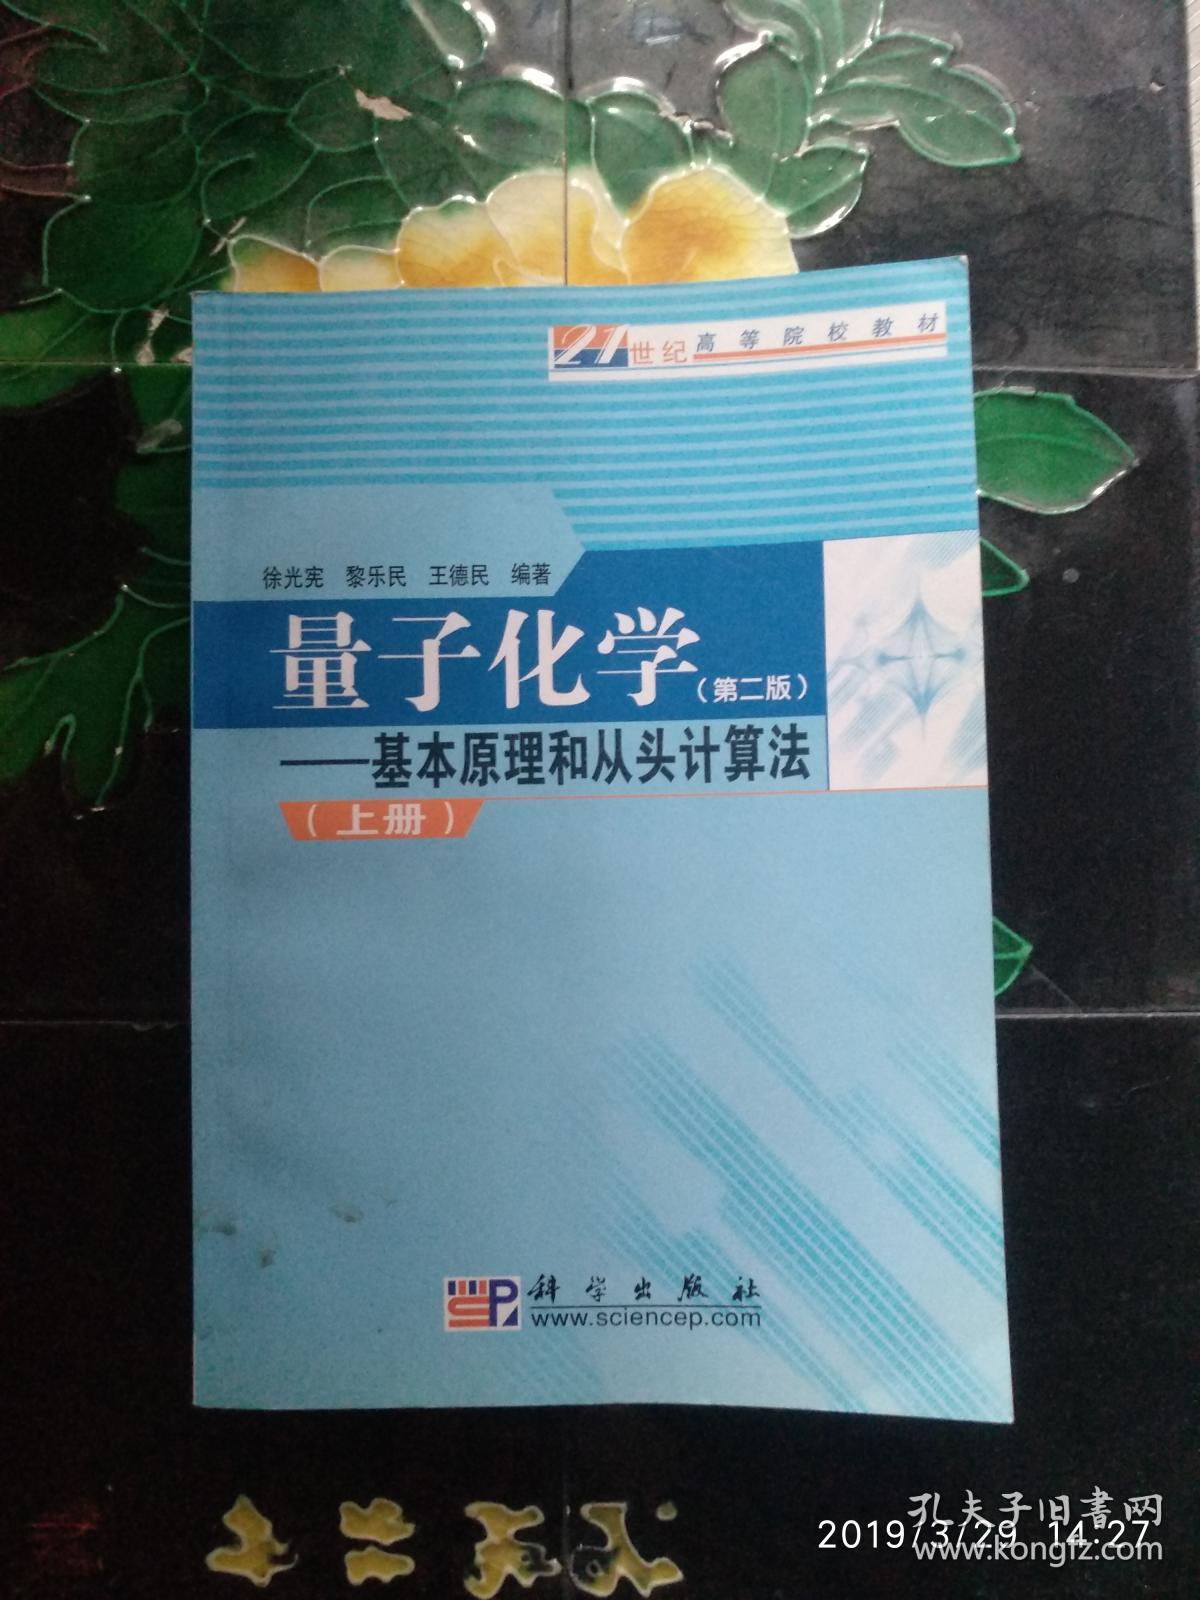 21世纪高等院校教材
徐光宪 黎乐民 王德民 编著
量子化学(第二版)
——基本原理和从头计算法
(上册)
科学出版社
www.sciencep.com
孔夫子旧書网
2019/3/29 14:27
www.kongfz.com